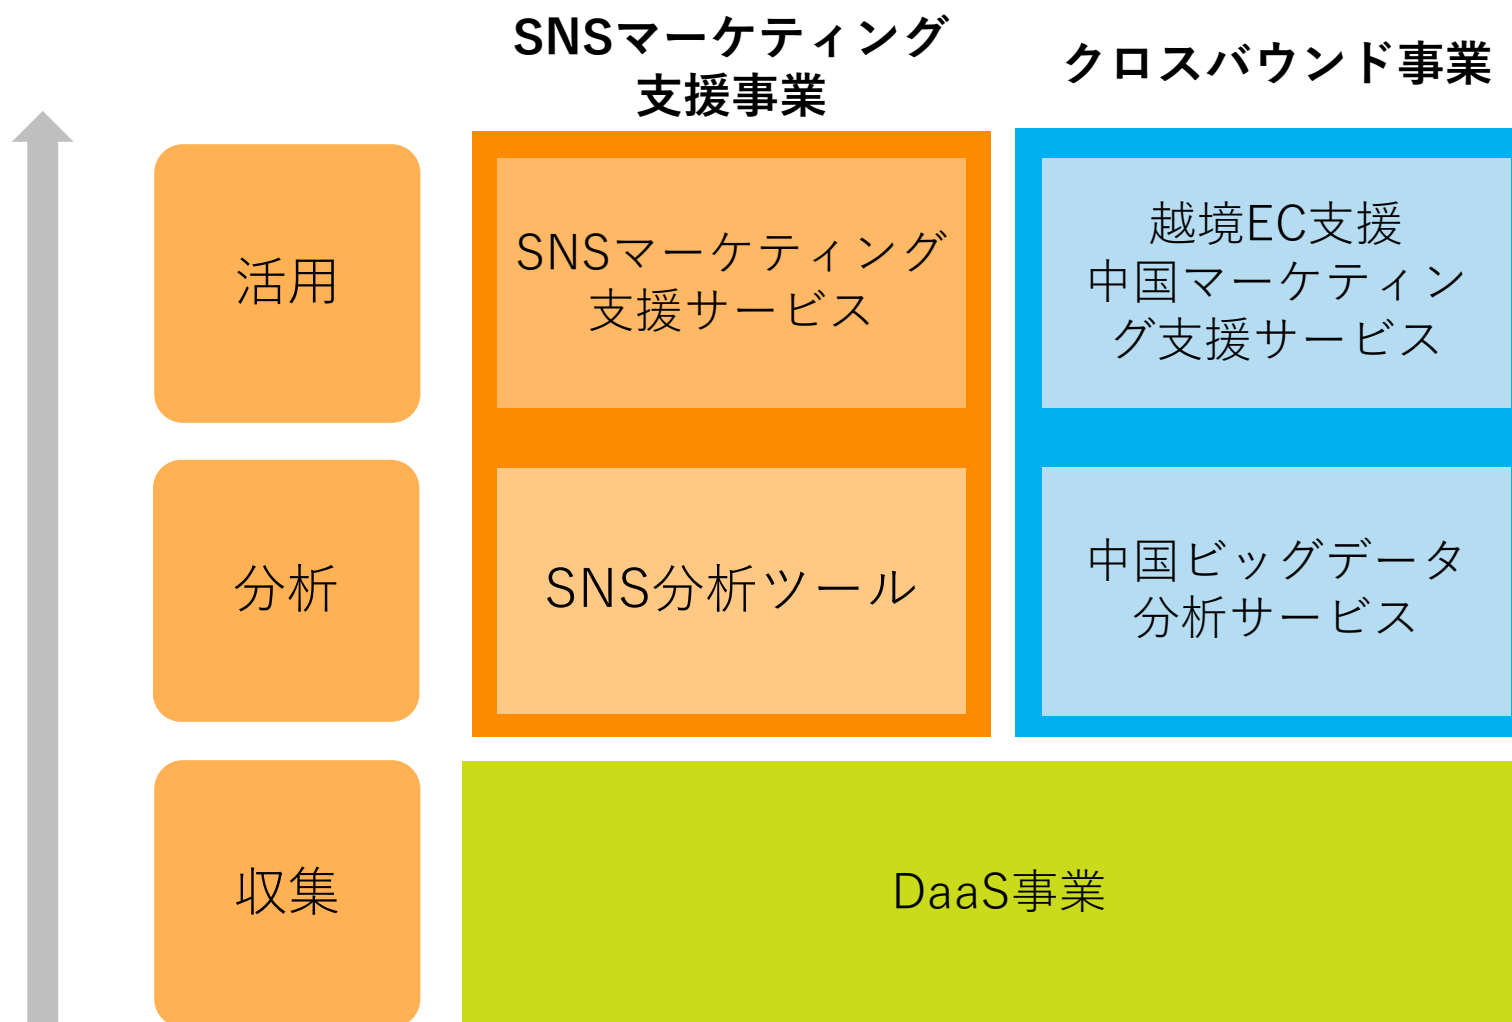 SNSマーケティング
支援事業
クロスバウンド事業
活用
SNSマーケティング
支援サービス
越境EC支援
中国マーケティン
グ支援サービス
分析
SNS分析ツール
中国ビッグデータ
分析サービス
収集
DaaS事業